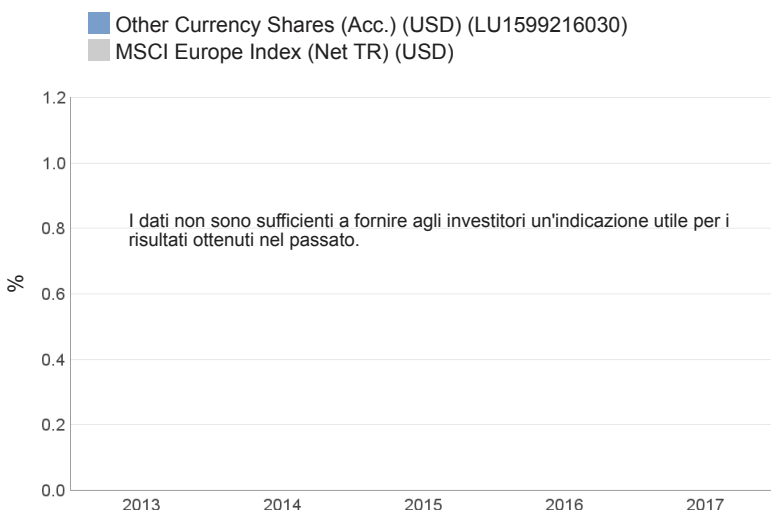 Other Currency Shares (Acc.) (USD) (LU1599216030)
MSCI Europe Index (Net TR) (USD)
1.2
1.0
I dati non sono sufficienti a fornire agli investitori un'indicazione utile per i
0.8
risultati ottenuti nel passato.
%
0.6
0.4
0.2
0.0
2013 2014 2015 2016 2017